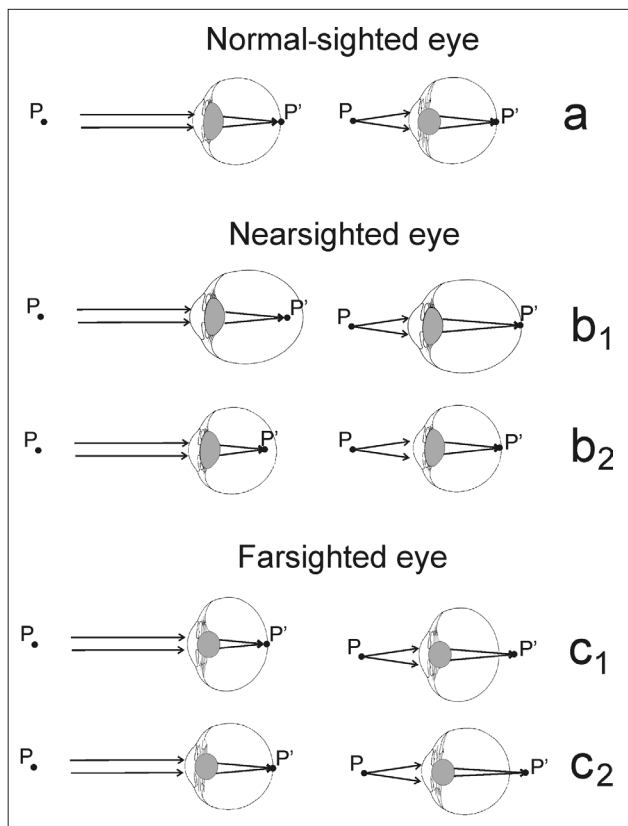 Normal-sighted eye
P P' P P' a
Nearsighted eye
P P' P P' b1
P P' P P' b2
Farsighted eye
P P' P P' c1
P P' P P' c2